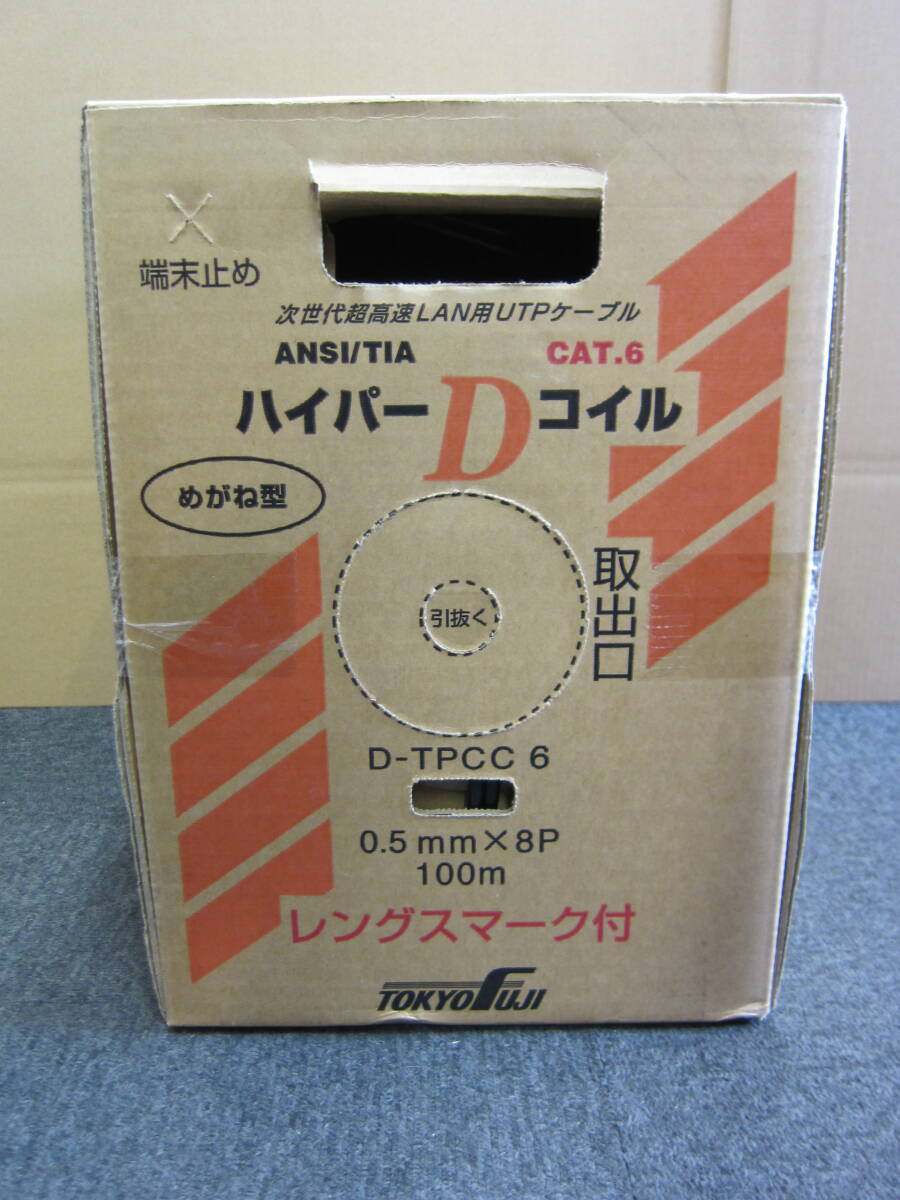 端末止め
次世代超高速LAN用UTPケーブル
ANSI/TIA CAT.6
ハイパーDコイル
めがね型
引抜く
取出口
D-TPCC 6
0.5mm×8P
100m
レングスマーク付
TOKYO FUJI